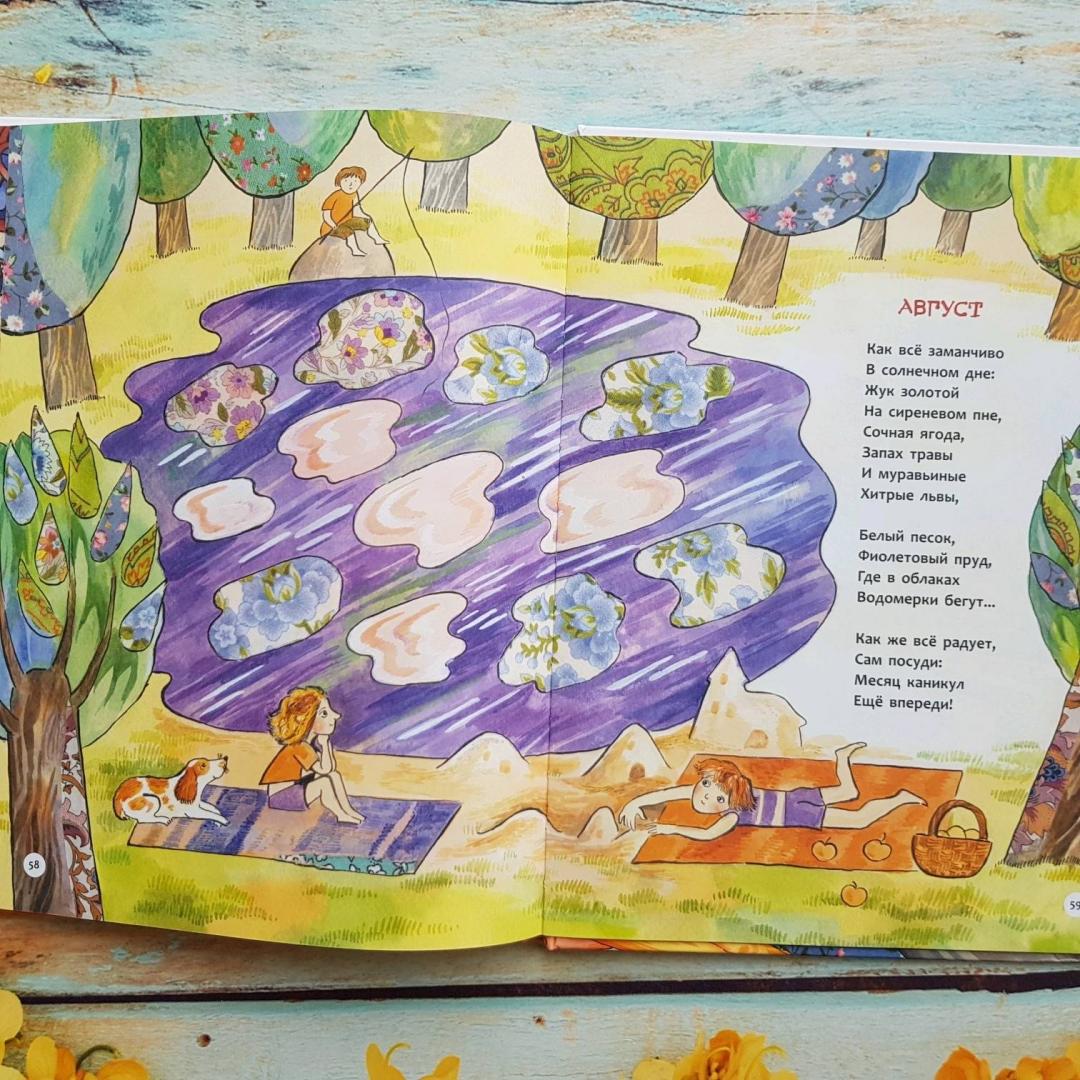 АВГУСТ
Как всё заманчиво
В солнечном дне:
Жук золотой
На сиреневом пне,
Сочная ягода,
Запах травы
И муравьиные
Хитрые львы,
Белый песок,
Фиолетовый пруд,
Где в облаках
Водомерки бегут...
Как же всё радует,
Сам посуди:
Месяц каникул
Ещё впереди!
58
59